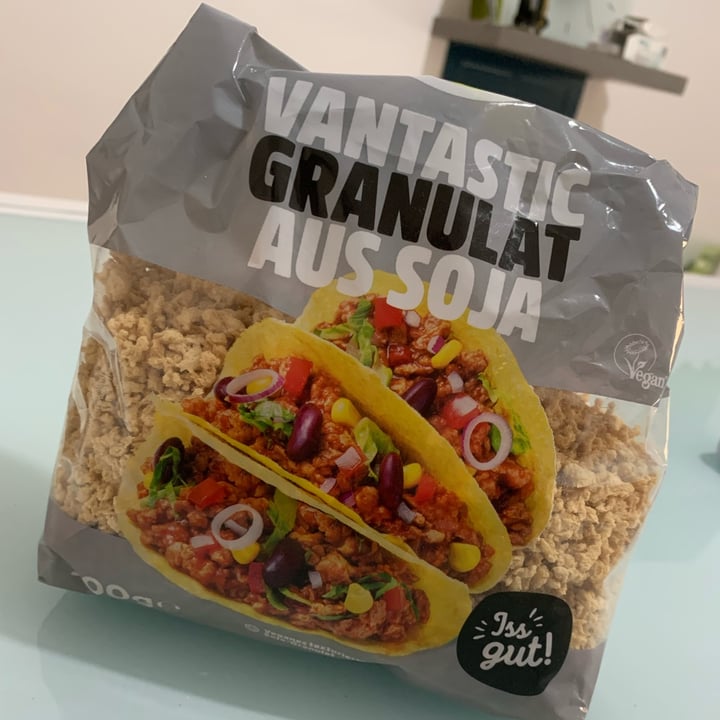 VANTASTIC
GRANULAT
AUS SOJA
Vegan
Iss
gut!